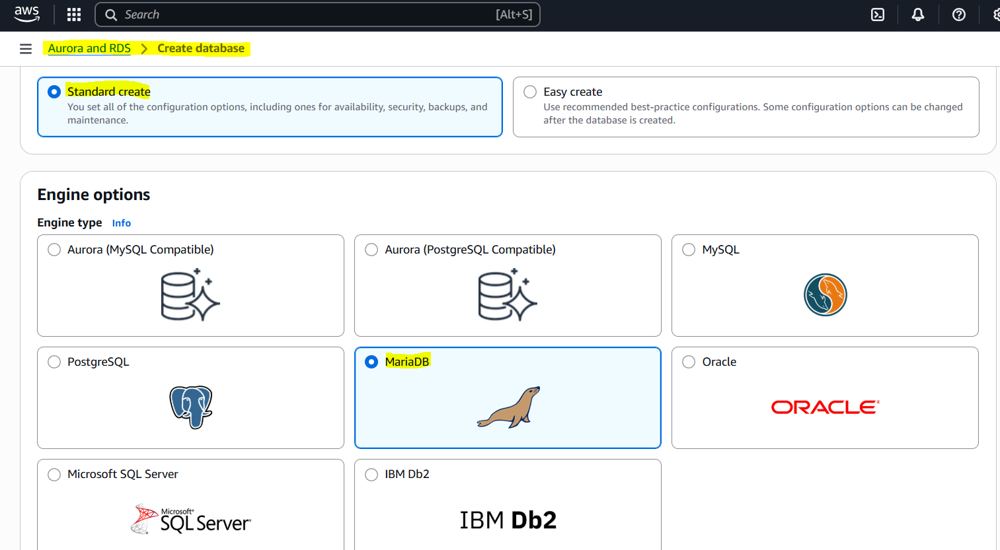 aws
Search [Alt+S]
Aurora and RDS > Create database
Standard create
You set all of the configuration options, including ones for availability, security, backups, and
maintenance.
Easy create
Use recommended best-practice configurations. Some configuration options can be changed
after the database is created.
Engine options
Engine type Info
Aurora (MySQL Compatible)
Aurora (PostgreSQL Compatible)
MySQL
PostgreSQL
MariaDB
Oracle
ORACLE®
Microsoft SQL Server
Microsoft®
SQL Server®
IBM Db2
IBM Db2